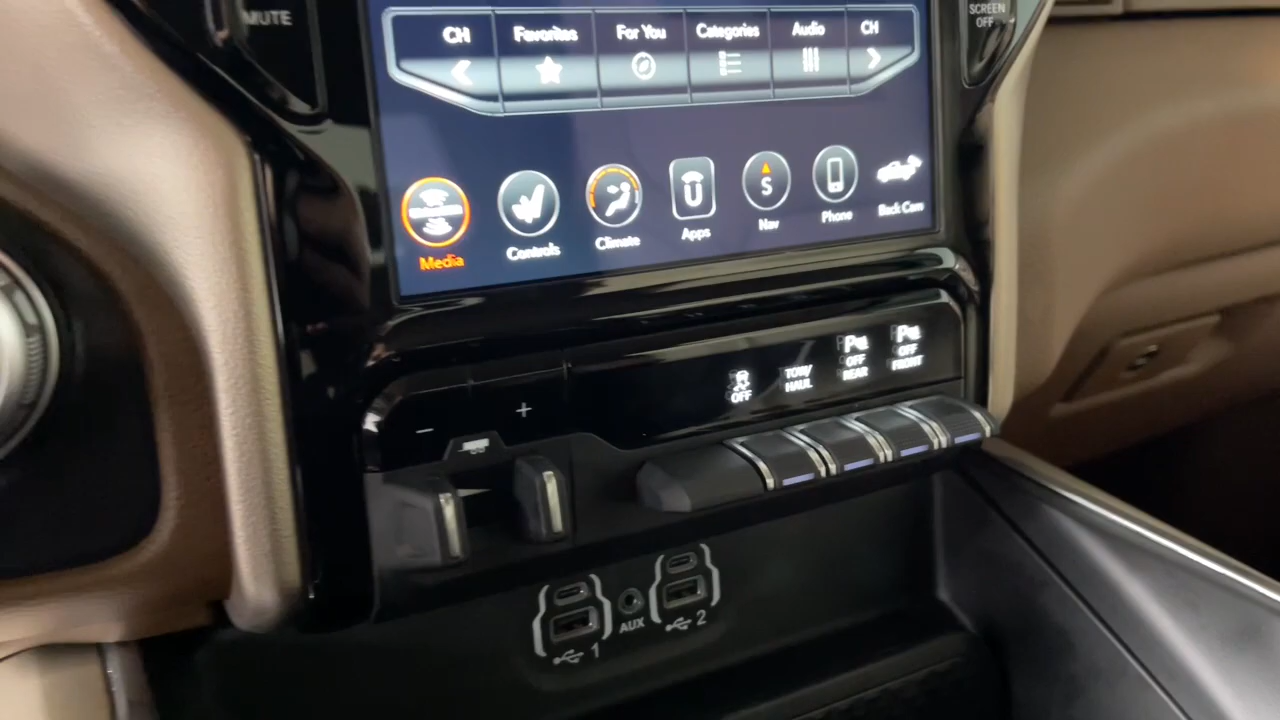 MUTE
SCREEN
OFF
CH
Favorites
For You
Categories
Audio
CH
Media
Controls
Climate
U
Apps
S
Nav
Phone
Back Cam
OFF
TOW/
HAUL
P
OFF
REAR
P
OFF
FRONT
- +
AUX
1
2